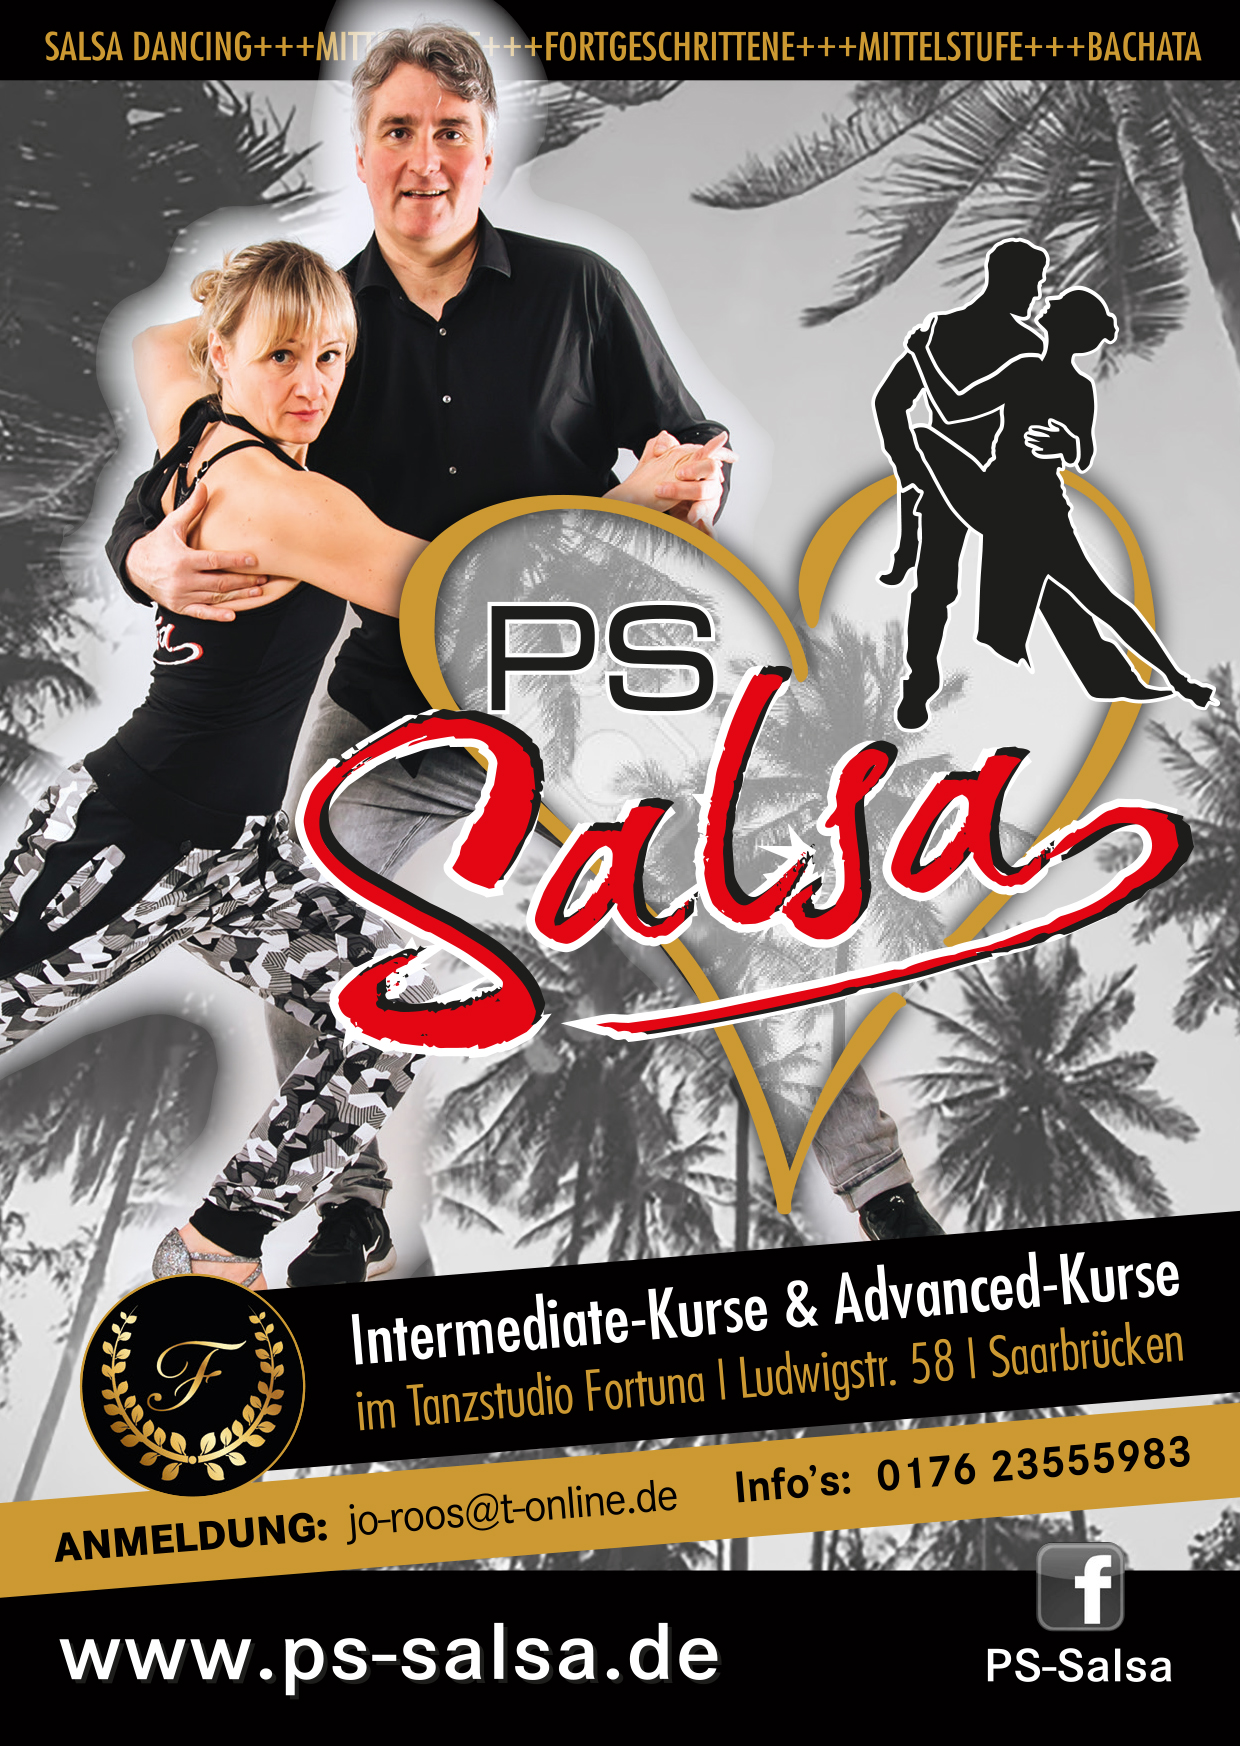 SALSA DANCING+++MITT E+++FORTGESCHRITTENE+++MITTELSTUFE+++BACHATA
PS
Salsa
sa
F
Intermediate-Kurse & Advanced-Kurse
im Tanzstudio Fortuna | Ludwigstr. 58 | Saarbrücken
ANMELDUNG: jo-roos@t-online.de Info's: 0176 23555983
f
www.ps-salsa.de
PS-Salsa